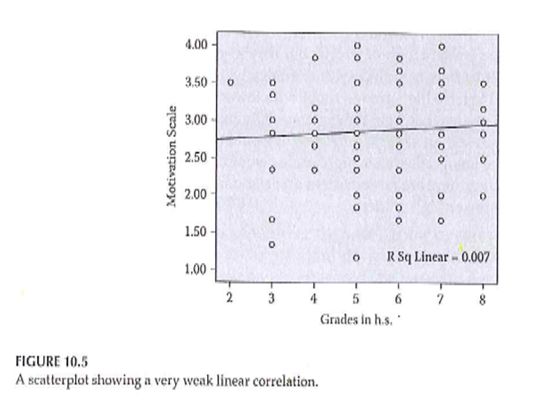 4.00
3.50
3.00
2.50
2.00
1.50
1.00
Motivation Scale
R Sq Linear = 0.007
2 3 4 5 6 7 8
Grades in h.s.
FIGURE 10.5
A scatterplot showing a very weak linear correlation.